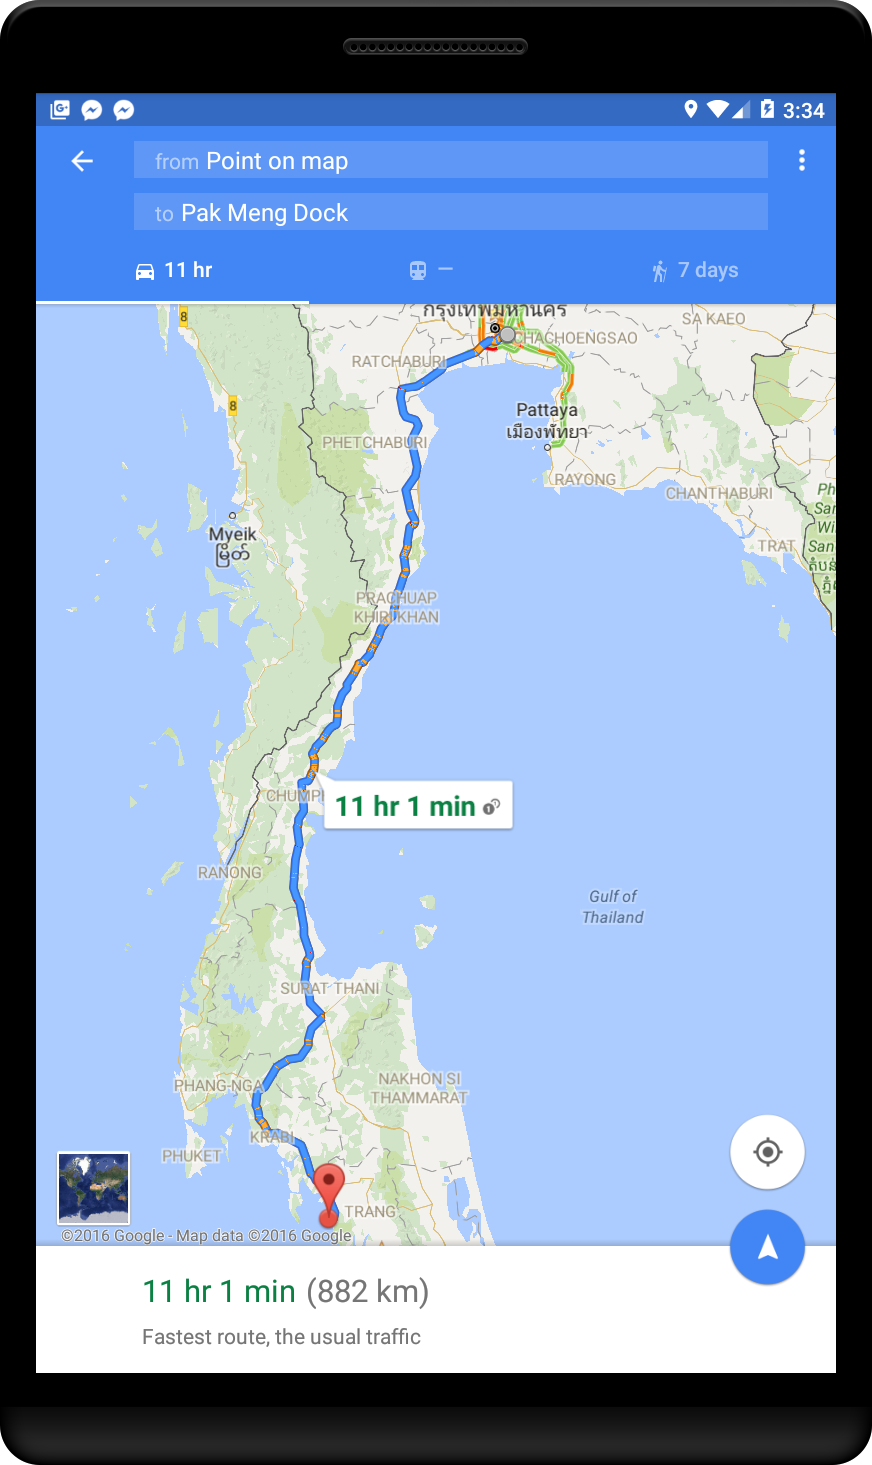 3:34
from Point on map
to Pak Meng Dock
11 hr
—
7 days
8
กรุงเทพมหานคร
SA KAEO
CHACHOENGSAO
RATCHABURI
8
Pattaya
เมืองพัทยา
PHETCHABURI
RAYONG
CHANTHABURI
Myeik
မြိတ်
TRAT
PRACHUAP
KHIRI KHAN
11 hr 1 min
CHUMP
RANONG
Gulf of
Thailand
SURAT THANI
PHANG-NGA
NAKHON SI
THAMMARAT
KRABI
PHUKET
TRANG
©2016 Google - Map data ©2016 Google
11 hr 1 min (882 km)
Fastest route, the usual traffic